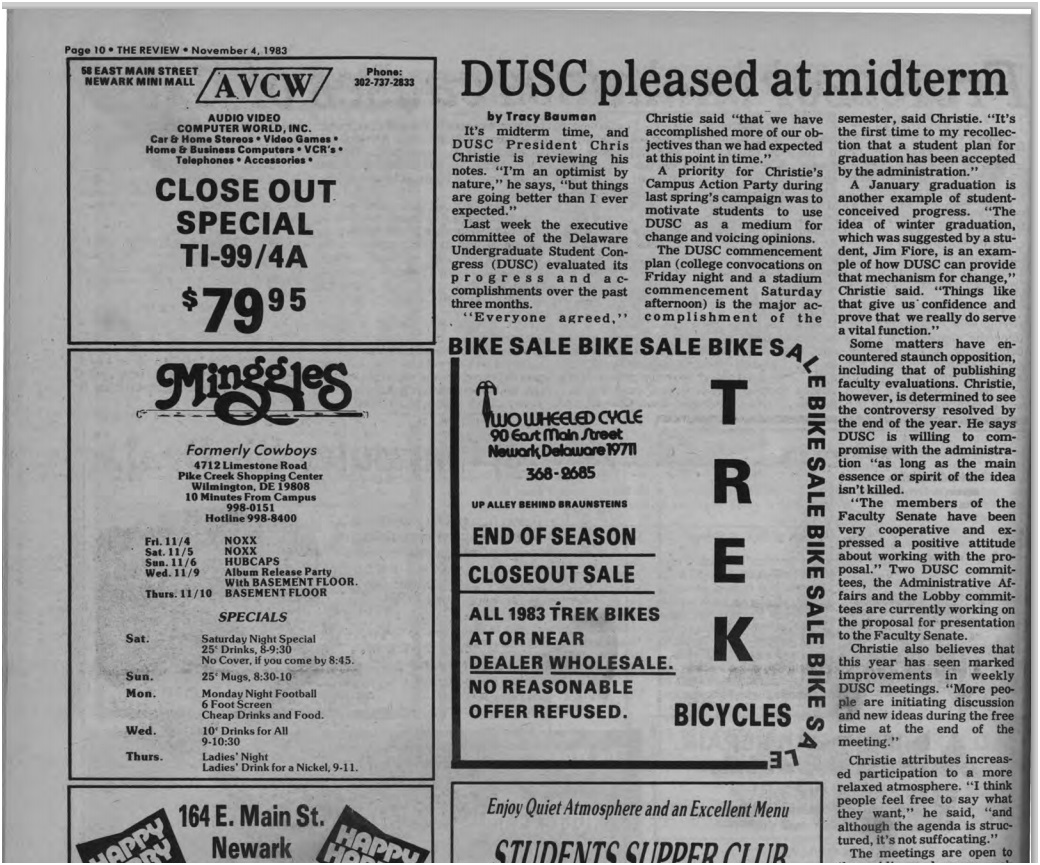 Page 10 • THE REVIEW • November 4, 1983
58 EAST MAIN STREET
NEWARK MINI MALL
AVCW
Phone:
302-737-2833
AUDIO VIDEO
COMPUTER WORLD, INC.
Car & Home Stereos • Video Games •
Home & Business Computers • VCR's •
Telephones • Accessories •
CLOSE OUT
SPECIAL
TI-99/4A
$79 95
Minggles
Formerly Cowboys
4712 Limestone Road
Pike Creek Shopping Center
Wilmington, DE 19808
10 Minutes From Campus
998-0151
Hotline 998-8400
Fri. 11/4 NOXX
Sat. 11/5 NOXX
Sun. 11/6 HUBCAPS
Wed. 11/9 Album Release Party
With BASEMENT FLOOR.
Thurs. 11/10 BASEMENT FLOOR
SPECIALS
Sat. Saturday Night Special
25¢ Drinks, 8-9:30
No Cover, if you come by 8:45.
Sun. 25¢ Mugs, 8:30-10
Mon. Monday Night Football
6 Foot Screen
Cheap Drinks and Food.
Wed. 10¢ Drinks for All
9-10:30
Thurs. Ladies' Night
Ladies' Drink for a Nickel, 9-11.
164 E. Main St.
Newark
HAPPY
HAPPY
DUSC pleased at midterm
by Tracy Bauman
It's midterm time, and
DUSC President Chris
Christie is reviewing his
notes. "I'm an optimist by
nature," he says, "but things
are going better than I ever
expected."
Last week the executive
committee of the Delaware
Undergraduate Student Con-
gress (DUSC) evaluated its
progress and ac-
complishments over the past
three months.
"Everyone agreed,"
Christie said "that we have
accomplished more of our ob-
jectives than we had expected
at this point in time."
A priority for Christie's
Campus Action Party during
last spring's campaign was to
motivate students to use
DUSC as a medium for
change and voicing opinions.
The DUSC commencement
plan (college convocations on
Friday night and a stadium
commencement Saturday
afternoon) is the major ac-
complishment of the
semester, said Christie. "It's
the first time to my recollec-
tion that a student plan for
graduation has been accepted
by the administration."
A January graduation is
another example of student-
conceived progress. "The
idea of winter graduation,
which was suggested by a stu-
dent, Jim Fiore, is an exam-
ple of how DUSC can provide
that mechanism for change,"
Christie said. "Things like
that give us confidence and
prove that we really do serve
a vital function."
Some matters have en-
countered staunch opposition,
including that of publishing
faculty evaluations. Christie,
however, is determined to see
the controversy resolved by
the end of the year. He says
DUSC is willing to com-
promise with the administra-
tion "as long as the main
essence or spirit of the idea
isn't killed.
"The members of the
Faculty Senate have been
very cooperative and ex-
pressed a positive attitude
about working with the pro-
posal." Two DUSC commit-
tees, the Administrative Af-
fairs and the Lobby commit-
tees are currently working on
the proposal for presentation
to the Faculty Senate.
Christie also believes that
this year has seen marked
improvements in weekly
DUSC meetings. "More peo-
ple are initiating discussion
and new ideas during the free
time at the end of the
meeting."
Christie attributes increas-
ed participation to a more
relaxed atmosphere. "I think
people feel free to say what
they want," he said, "and
although the agenda is struc-
tured, it's not suffocating."
The meetings are open to
BIKE SALE BIKE SALE BIKE SALE BIKE SALE BIKE SALE BIKE SALE
TWO WHEELED CYCLE
90 East Main Street
Newark, Delaware 19711
368-2685
UP ALLEY BEHIND BRAUNSTEINS
END OF SEASON
CLOSEOUT SALE
ALL 1983 TREK BIKES
AT OR NEAR
DEALER WHOLESALE.
NO REASONABLE
OFFER REFUSED.
TREK
BICYCLES
Enjoy Quiet Atmosphere and an Excellent Menu
STUDENTS SUPPER CLUB